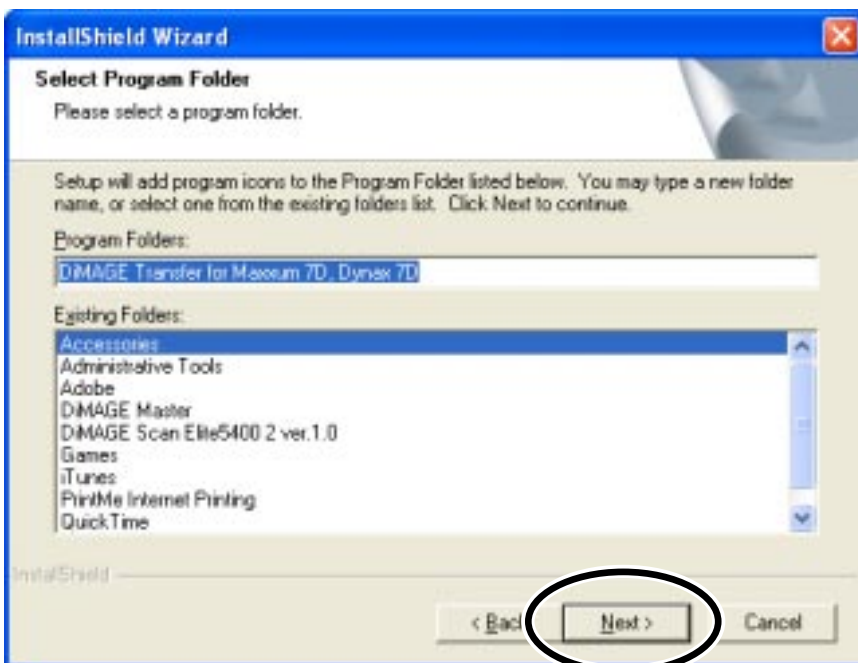 InstallShield Wizard
Select Program Folder
Please select a program folder.
Setup will add program icons to the Program Folder listed below. You may type a new folder
name, or select one from the existing folders list. Click Next to continue.
Program Folders:
DiMAGE Transfer for Maxxum 7D, Dynax 7D
Existing Folders:
Accessories
Administrative Tools
Adobe
DiMAGE Master
DiMAGE Scan Elite5400 2 ver.1.0
Games
iTunes
PrintMe Internet Printing
QuickTime
InstallShield
< Back Next > Cancel